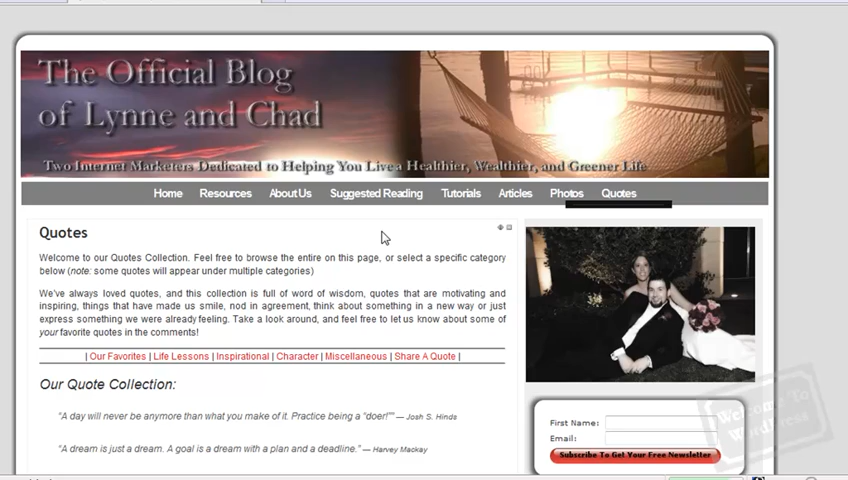 The Official Blog
of Lynne and Chad
Two Internet Marketers Dedicated to Helping You Live a Healthier, Wealthier, and Greener Life
Home Resources About Us Suggested Reading Tutorials Articles Photos Quotes
Quotes
Welcome to our Quotes Collection. Feel free to browse the entire on this page, or select a specific category
below (note: some quotes will appear under multiple categories)
We've always loved quotes, and this collection is full of word of wisdom, quotes that are motivating and
inspiring, things that have made us smile, nod in agreement, think about something in a new way or just
express something we were already feeling. Take a look around, and feel free to let us know about some of
your favorite quotes in the comments!
| Our Favorites | Life Lessons | Inspirational | Character | Miscellaneous | Share A Quote |
Our Quote Collection:
"A day will never be anymore than what you make of it. Practice being a "doer!"" — Josh S. Hinds
"A dream is just a dream. A goal is a dream with a plan and a deadline." — Harvey Mackay
First Name:
Email:
Subscribe To Get Your Free Newsletter
Welcome To
WordPress